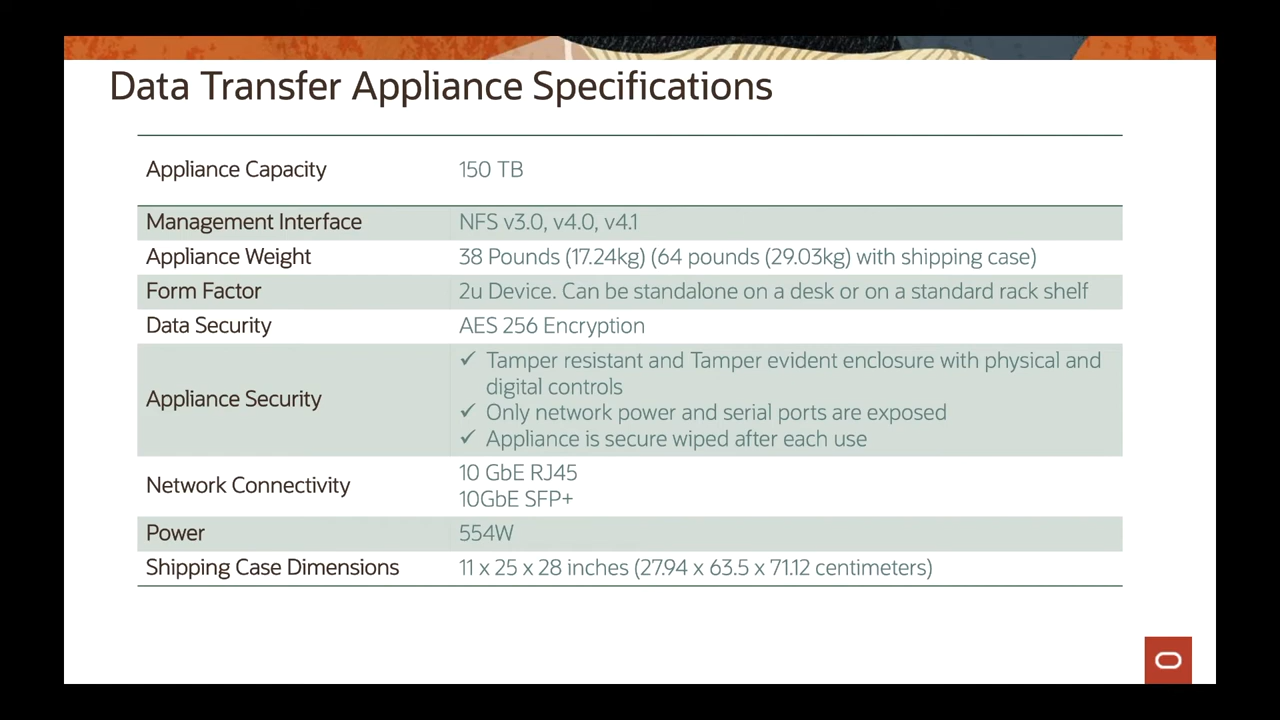 Data Transfer Appliance Specifications
Appliance Capacity 150 TB
Management Interface NFS v3.0, v4.0, v4.1
Appliance Weight 38 Pounds (17.24kg) (64 pounds (29.03kg) with shipping case)
Form Factor 2u Device. Can be standalone on a desk or on a standard rack shelf
Data Security AES 256 Encryption
Appliance Security
✓ Tamper resistant and Tamper evident enclosure with physical and
digital controls
✓ Only network power and serial ports are exposed
✓ Appliance is secure wiped after each use
Network Connectivity
10 GbE RJ45
10GbE SFP+
Power 554W
Shipping Case Dimensions 11 x 25 x 28 inches (27.94 x 63.5 x 71.12 centimeters)